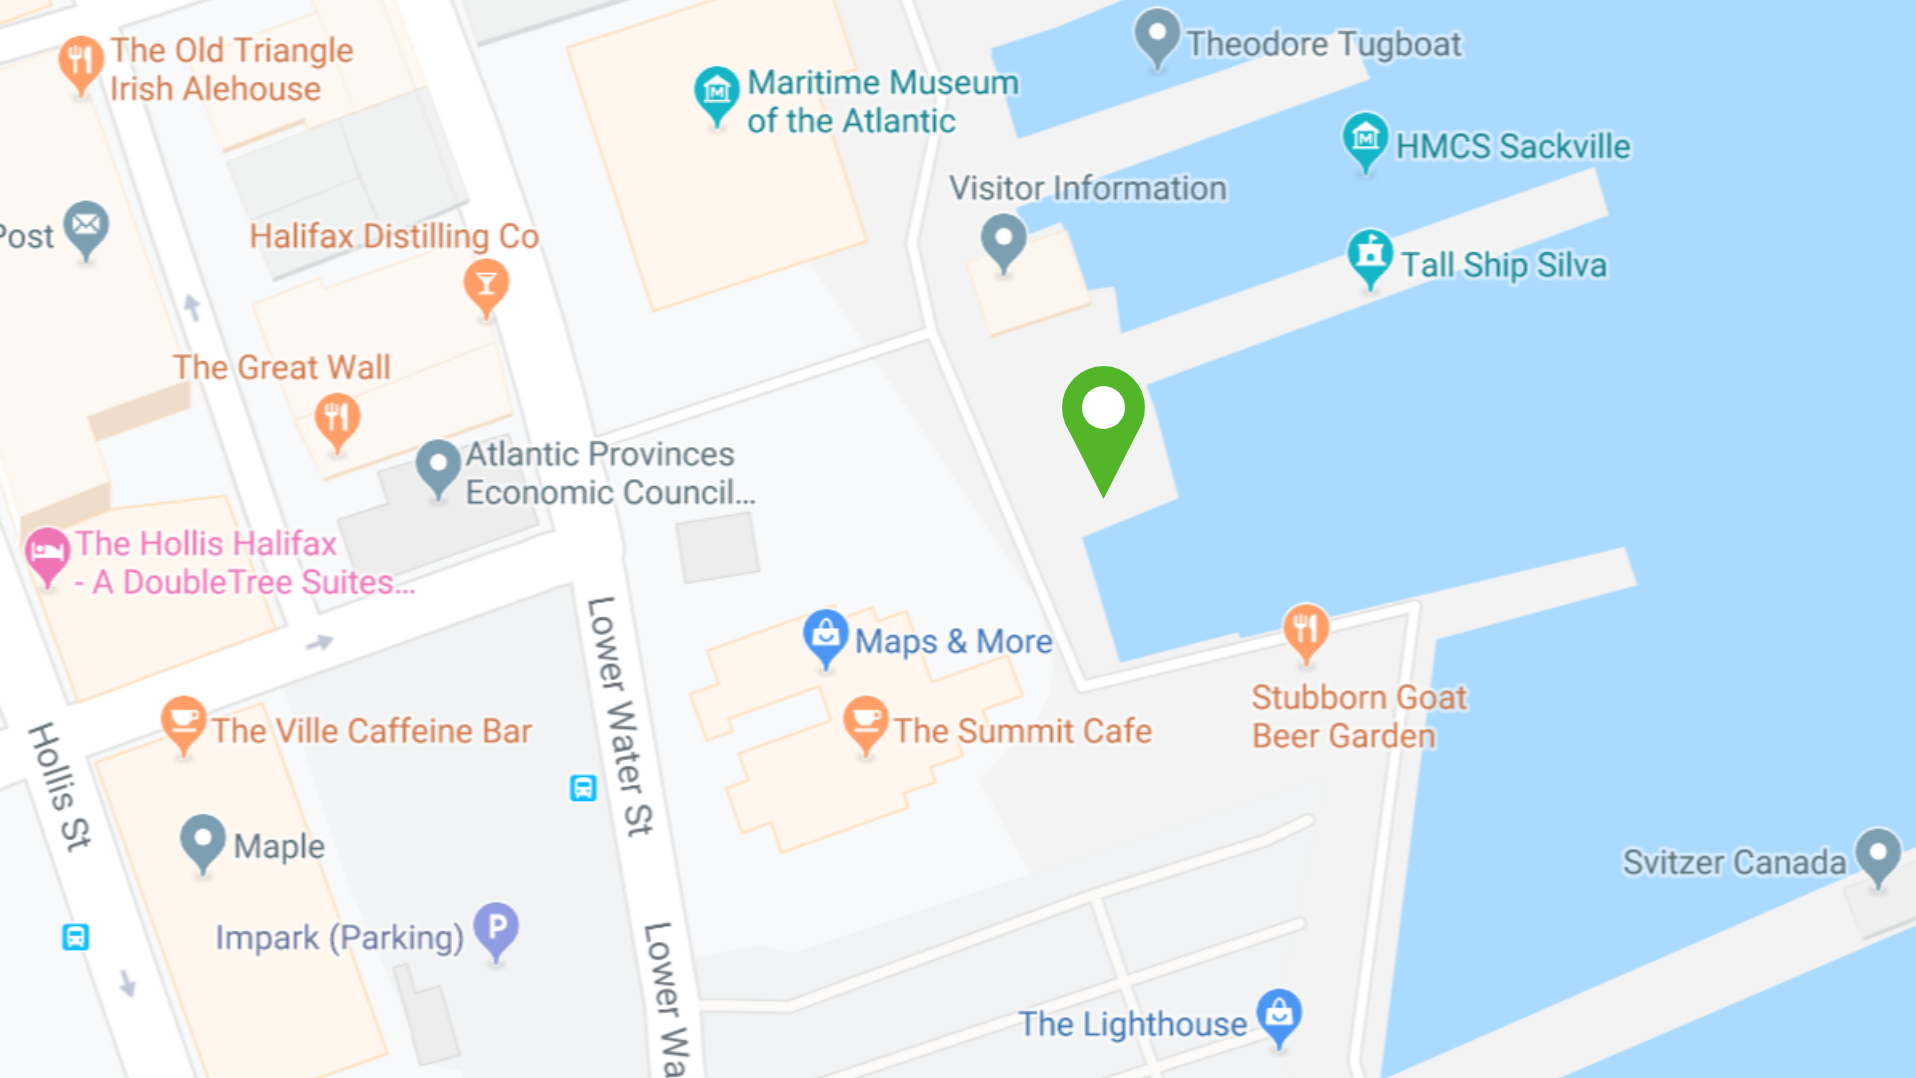 Theodore Tugboat
The Old Triangle
Irish Alehouse
Maritime Museum
of the Atlantic
HMCS Sackville
Visitor Information
Post
Halifax Distilling Co
Tall Ship Silva
The Great Wall
Atlantic Provinces
Economic Council...
The Hollis Halifax
- A DoubleTree Suites...
Lower Water St
Maps & More
Stubborn Goat
Beer Garden
The Ville Caffeine Bar
The Summit Cafe
Hollis St
Maple
Svitzer Canada
Impark (Parking)
P
Lower Wa
The Lighthouse